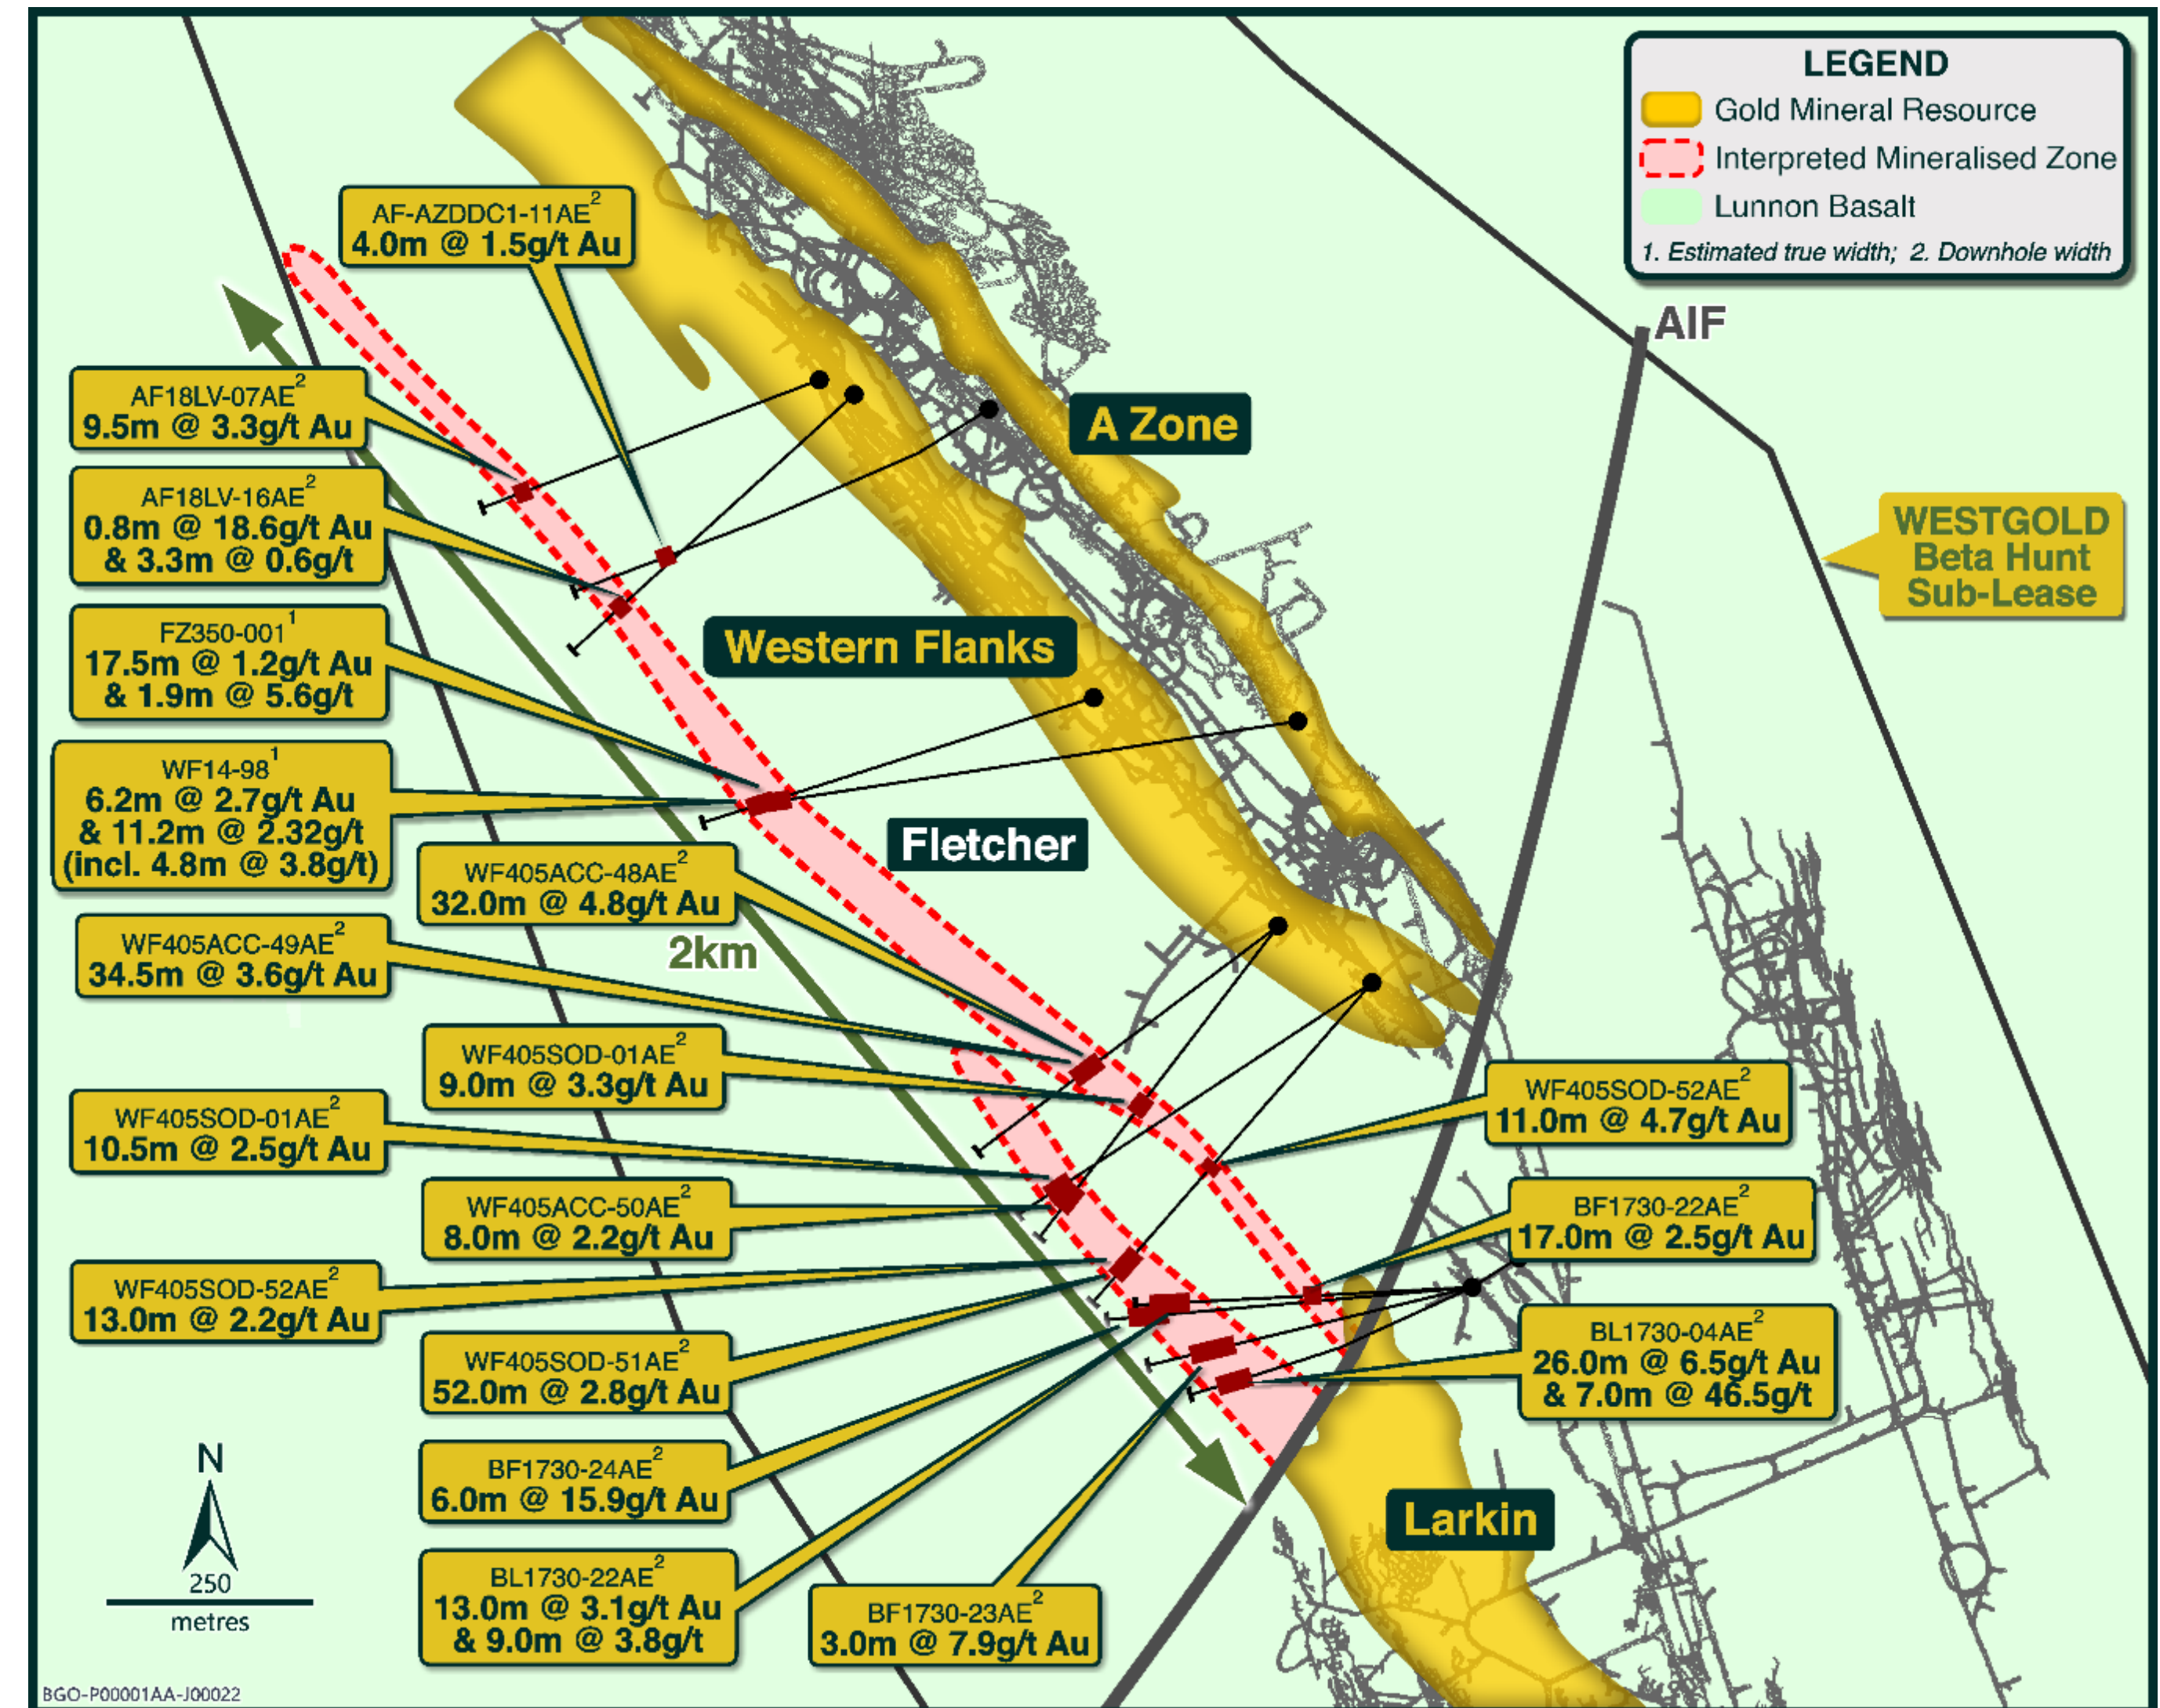 LEGEND
Gold Mineral Resource
Interpreted Mineralised Zone
Lunnon Basalt
1. Estimated true width; 2. Downhole width
AIF
WESTGOLD
Beta Hunt
Sub-Lease
A Zone
Western Flanks
Fletcher
Larkin
2km
AF-AZDDC1-11AE²
4.0m @ 1.5g/t Au
AF18LV-07AE²
9.5m @ 3.3g/t Au
AF18LV-16AE²
0.8m @ 18.6g/t Au
& 3.3m @ 0.6g/t
FZ350-001¹
17.5m @ 1.2g/t Au
& 1.9m @ 5.6g/t
WF14-98¹
6.2m @ 2.7g/t Au
& 11.2m @ 2.32g/t
(incl. 4.8m @ 3.8g/t)
WF405ACC-48AE²
32.0m @ 4.8g/t Au
WF405ACC-49AE²
34.5m @ 3.6g/t Au
WF405SOD-01AE²
9.0m @ 3.3g/t Au
WF405SOD-01AE²
10.5m @ 2.5g/t Au
WF405ACC-50AE²
8.0m @ 2.2g/t Au
WF405SOD-52AE²
13.0m @ 2.2g/t Au
WF405SOD-51AE²
52.0m @ 2.8g/t Au
BF1730-24AE²
6.0m @ 15.9g/t Au
BL1730-22AE²
13.0m @ 3.1g/t Au
& 9.0m @ 3.8g/t
BF1730-23AE²
3.0m @ 7.9g/t Au
WF405SOD-52AE²
11.0m @ 4.7g/t Au
BF1730-22AE²
17.0m @ 2.5g/t Au
BL1730-04AE²
26.0m @ 6.5g/t Au
& 7.0m @ 46.5g/t
N
250
metres
BGO-P00001AA-J00022